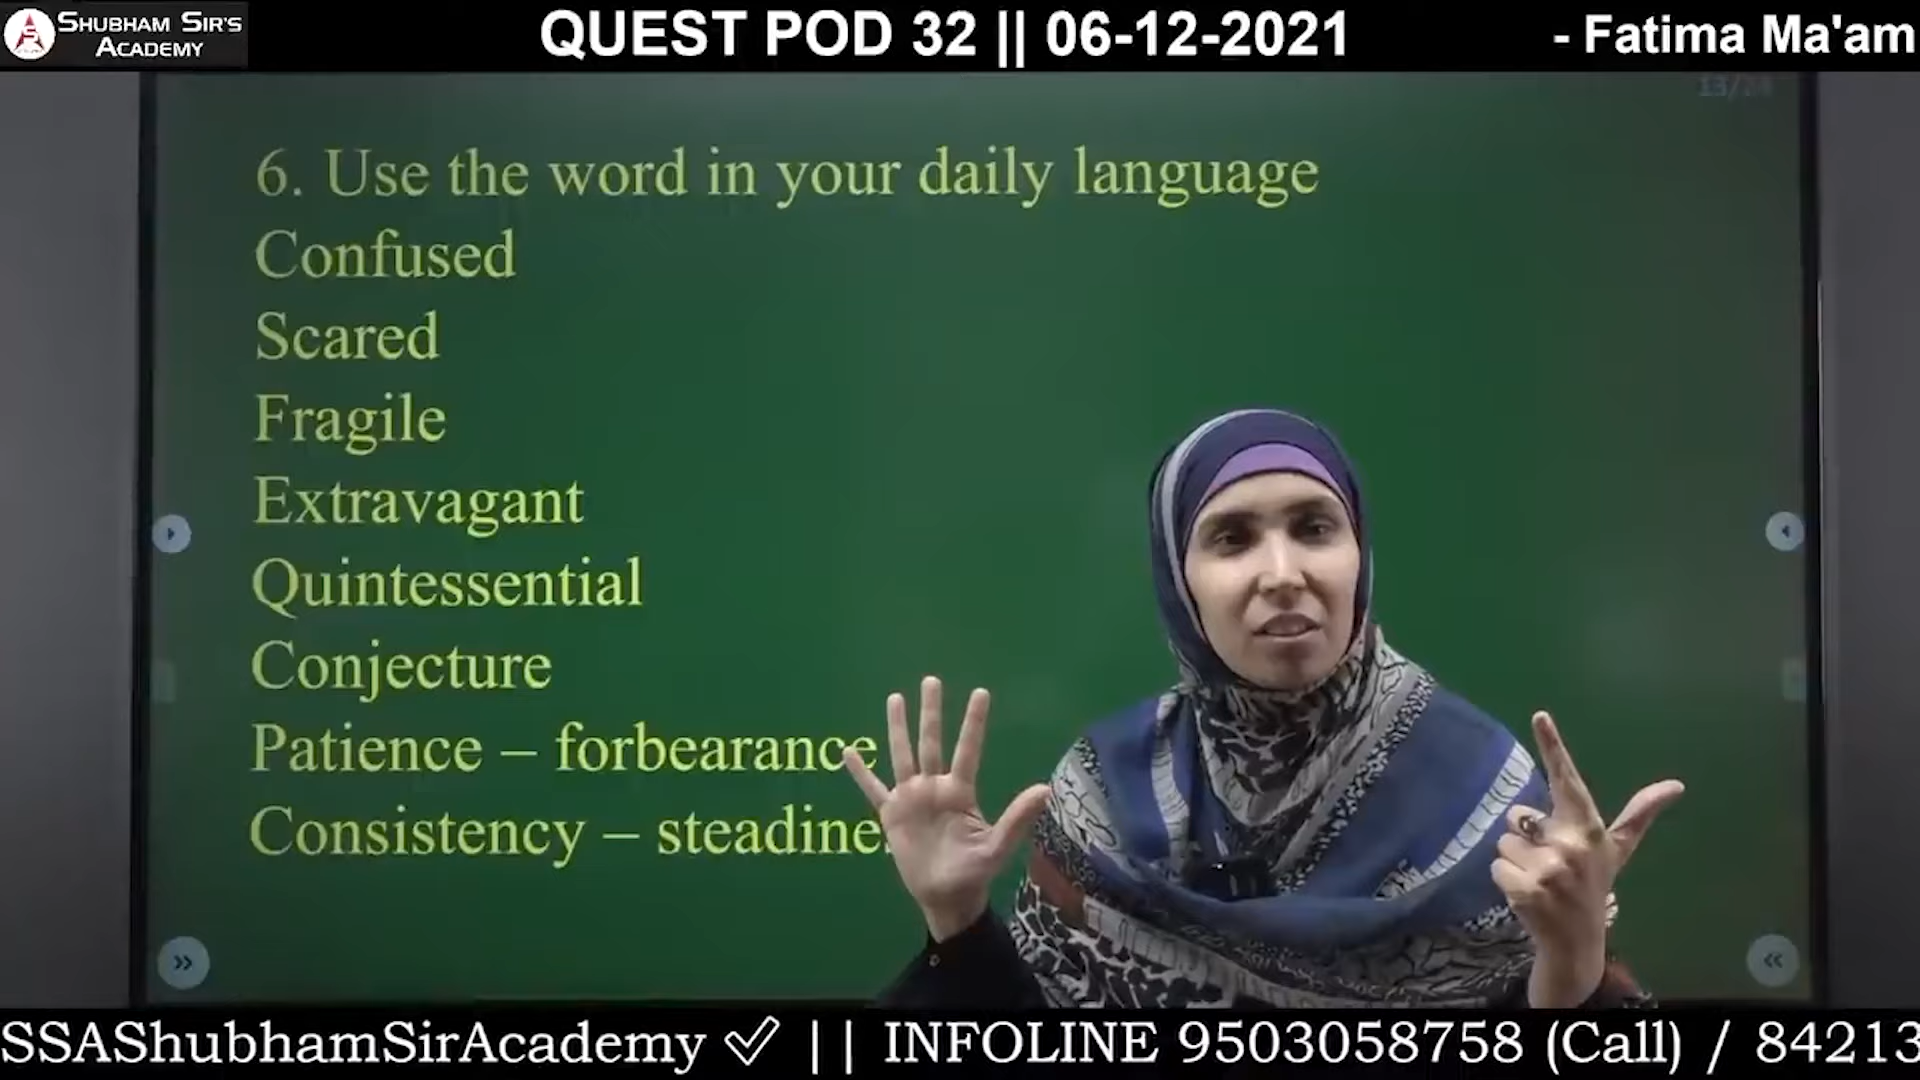 SHUBHAM SIR'S
ACADEMY
QUEST POD 32 || 06-12-2021
- Fatima Ma'am
6. Use the word in your daily language
Confused
Scared
Fragile
Extravagant
Quintessential
Conjecture
Patience – forbearance
Consistency – steadine
SSAShubhamSirAcademy ✓ || INFOLINE 9503058758 (Call) / 84213